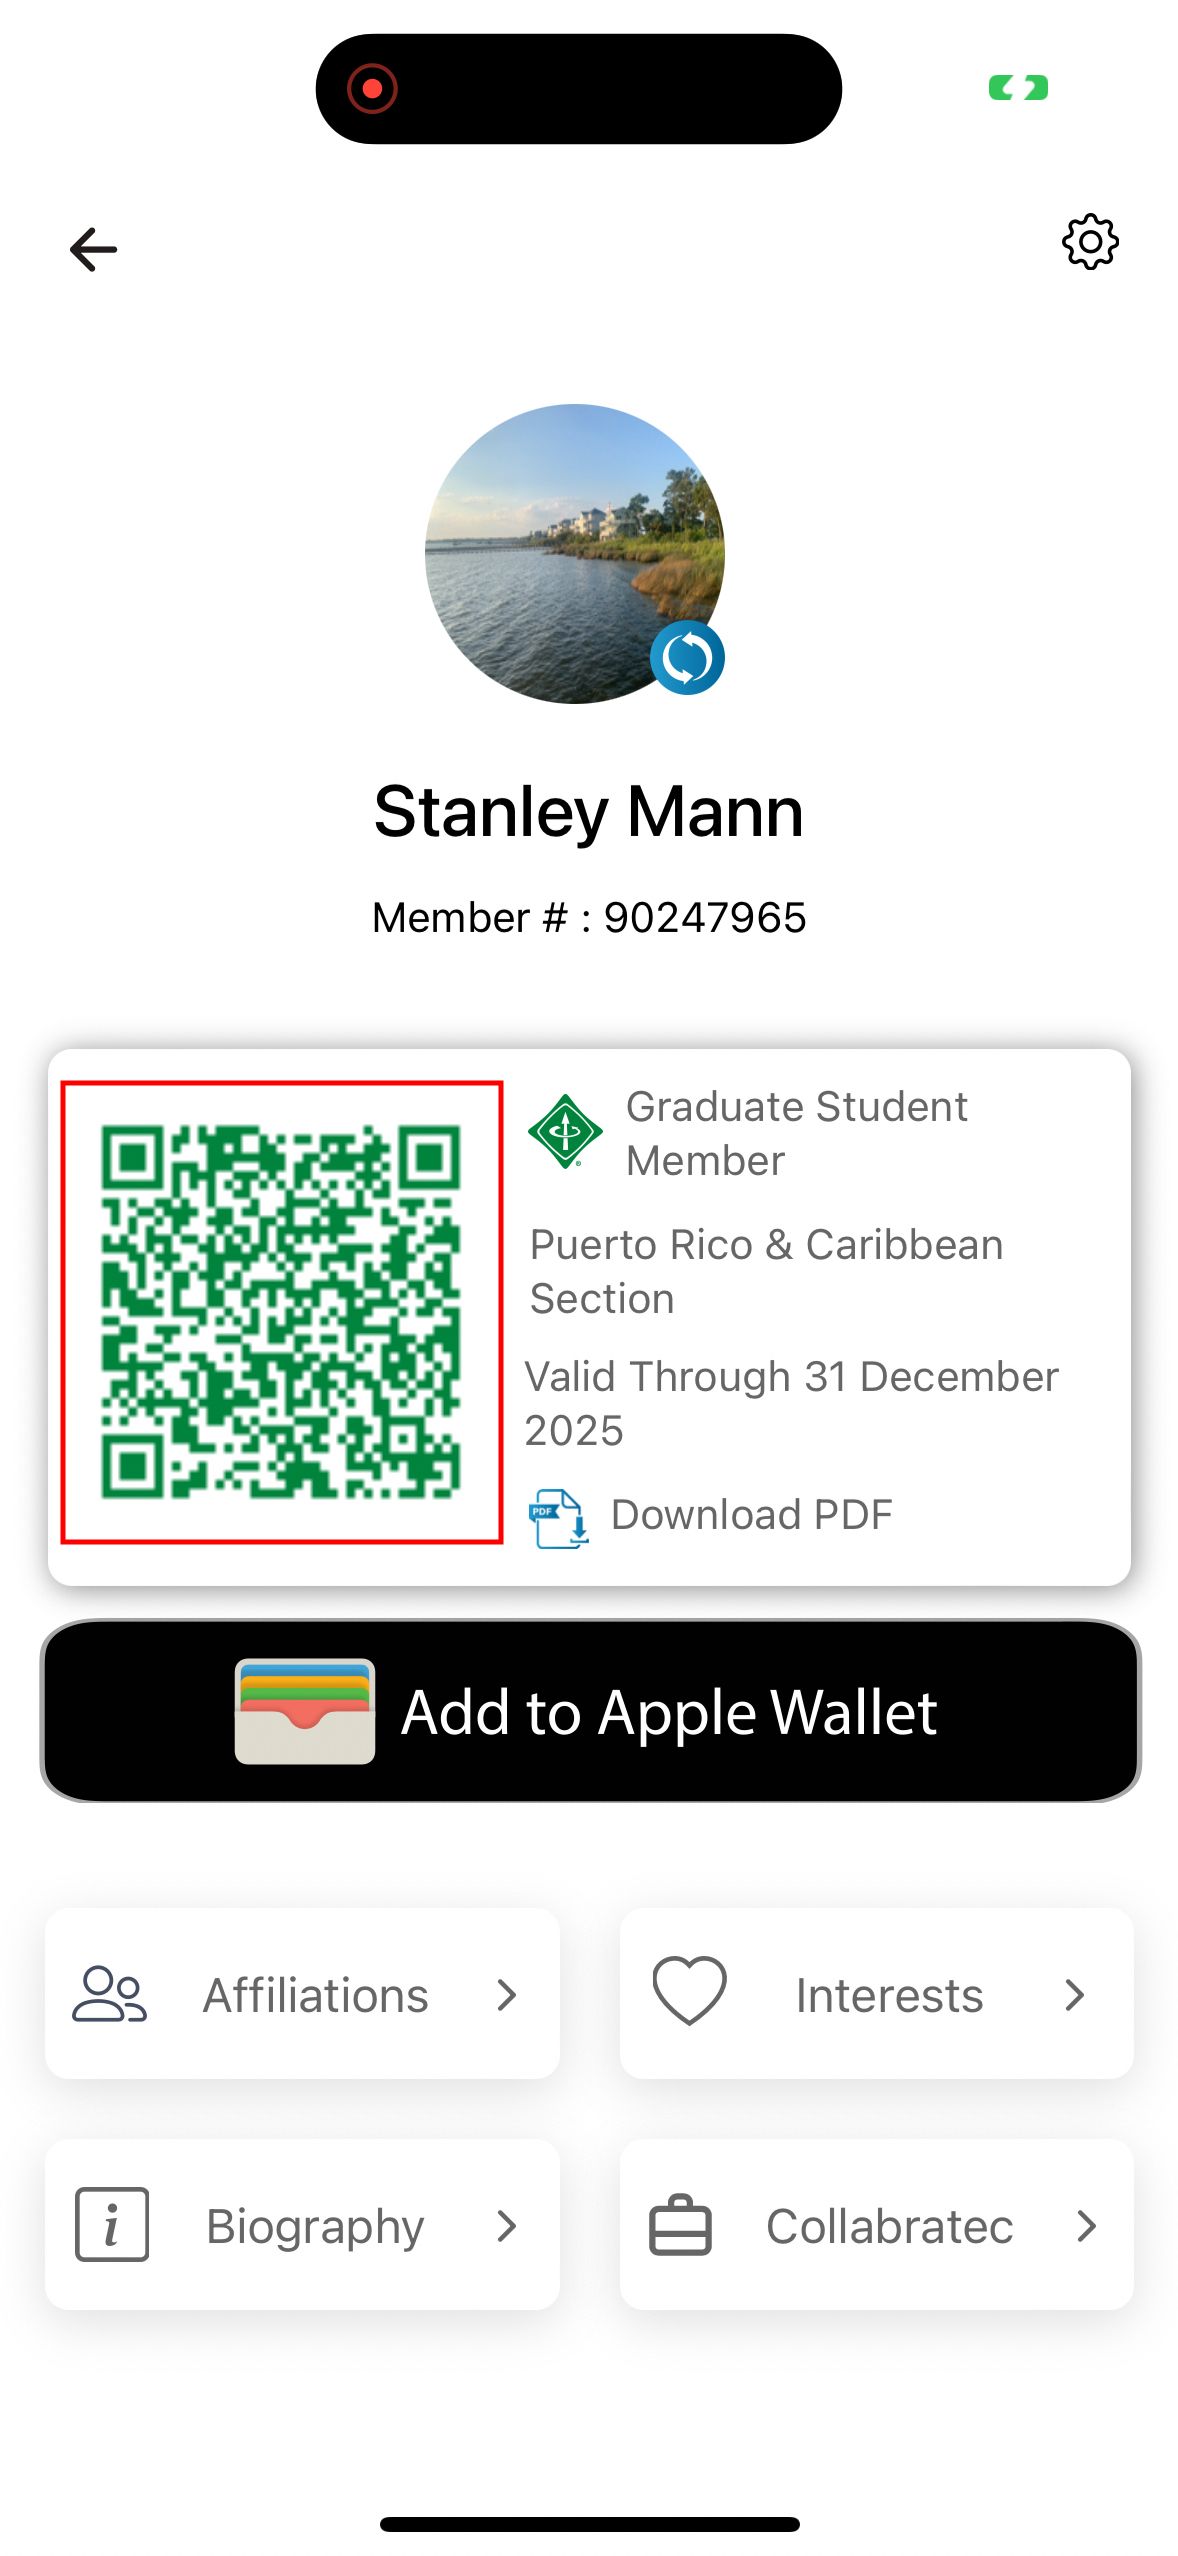 Stanley Mann
Member # : 90247965
Graduate Student
Member
Puerto Rico & Caribbean
Section
Valid Through 31 December
2025
PDF
Download PDF
Add to Apple Wallet
Affiliations
Interests
i
Biography
Collabratec